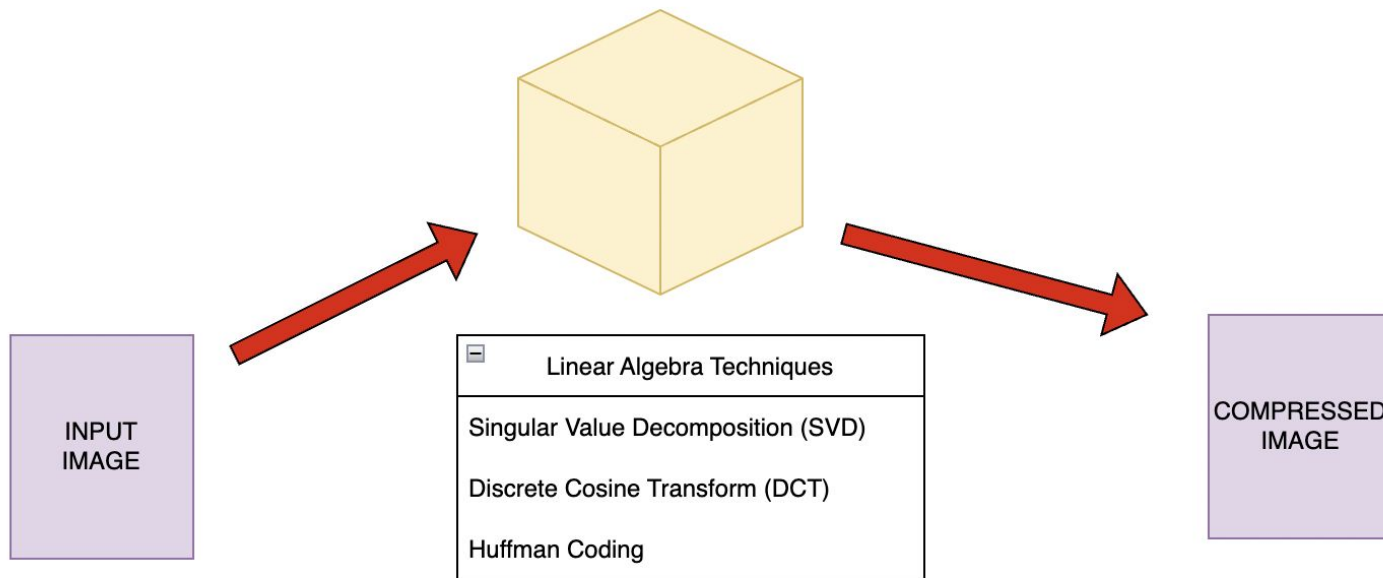 INPUT
IMAGE
Linear Algebra Techniques
Singular Value Decomposition (SVD)
Discrete Cosine Transform (DCT)
Huffman Coding
COMPRESSED
IMAGE